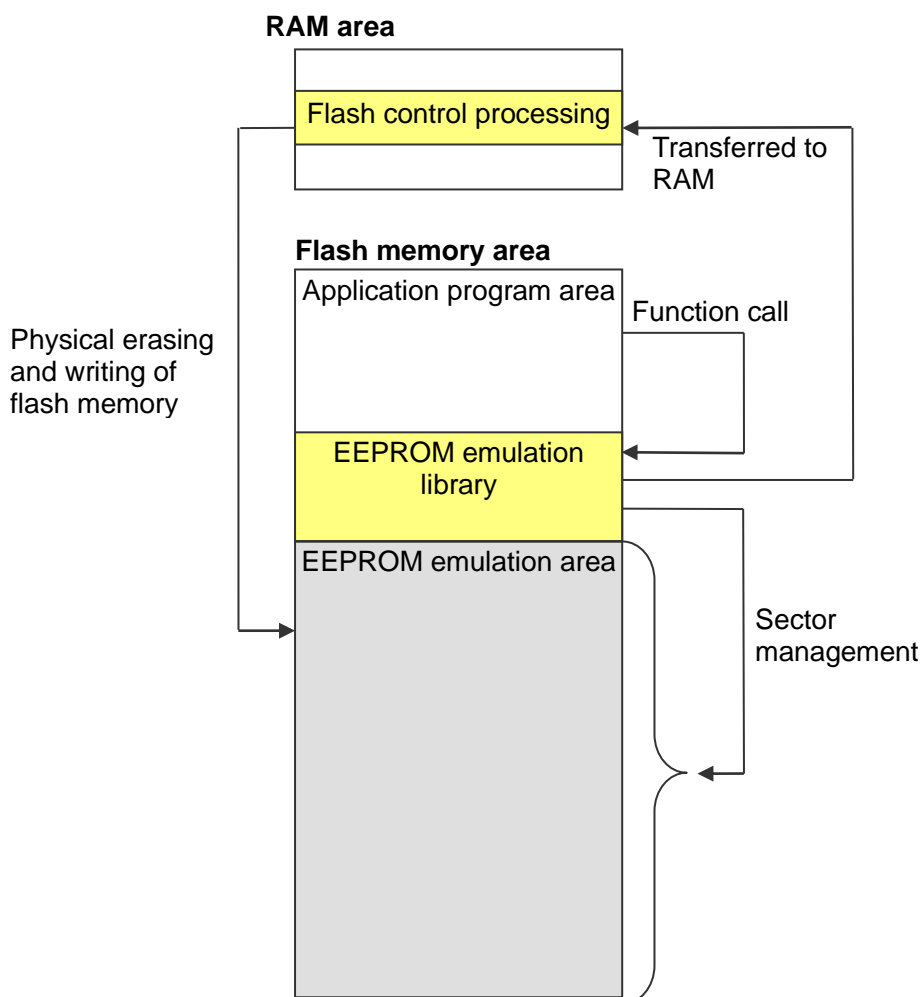 RAM area
Flash control processing
Transferred to
RAM
Flash memory area
Application program area
Function call
Physical erasing
and writing of
flash memory
EEPROM emulation
library
EEPROM emulation area
Sector
management